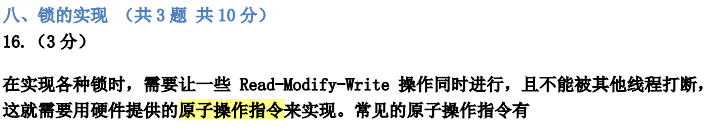 八、锁的实现 （共 3 题 共 10 分）
16.（3 分）
在实现各种锁时，需要让一些 Read-Modify-Write 操作同时进行，且不能被其他线程打断，
这就需要用硬件提供的原子操作指令来实现。常见的原子操作指令有